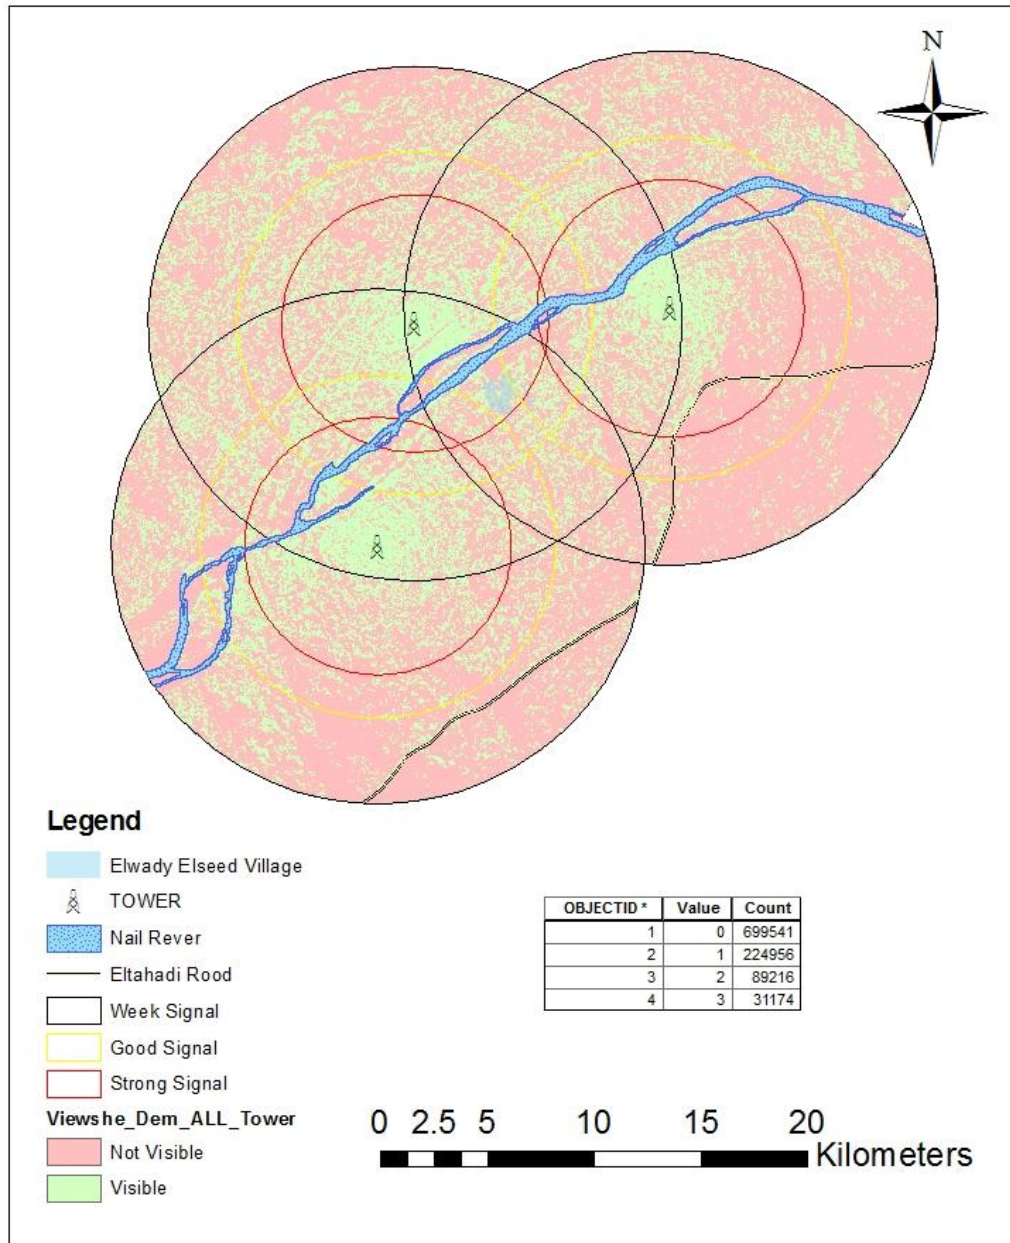 N
Legend
Elwady Elseed Village
TOWER
Nail Rever
Eltahadi Rood
Week Signal
Good Signal
Strong Signal
Viewshe_Dem_ALL_Tower
Not Visible
Visible
OBJECTID * Value Count
1 0 699541
2 1 224956
3 2 89216
4 3 31174
0 2.5 5 10 15 20
Kilometers